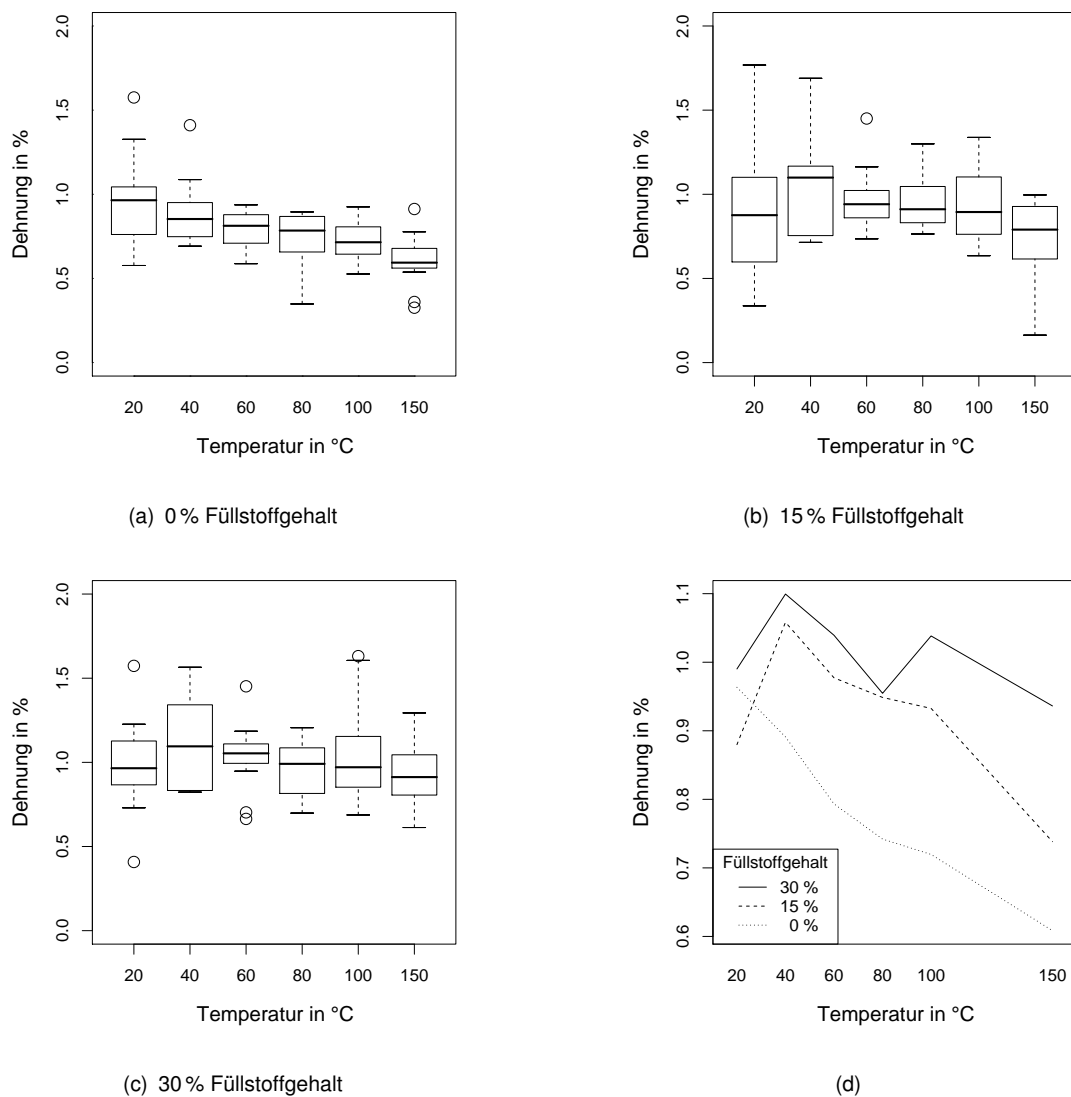 2.0
1.5
1.0
0.5
0.0
Dehnung in %
20 40 60 80 100 150
Temperatur in °C
(a) 0 % Füllstoffgehalt
2.0
1.5
1.0
0.5
0.0
Dehnung in %
20 40 60 80 100 150
Temperatur in °C
(b) 15 % Füllstoffgehalt
2.0
1.5
1.0
0.5
0.0
Dehnung in %
20 40 60 80 100 150
Temperatur in °C
(c) 30 % Füllstoffgehalt
1.1
1.0
0.9
0.8
0.7
0.6
Dehnung in %
Füllstoffgehalt
30 %
15 %
0 %
20 40 60 80 100 150
Temperatur in °C
(d)